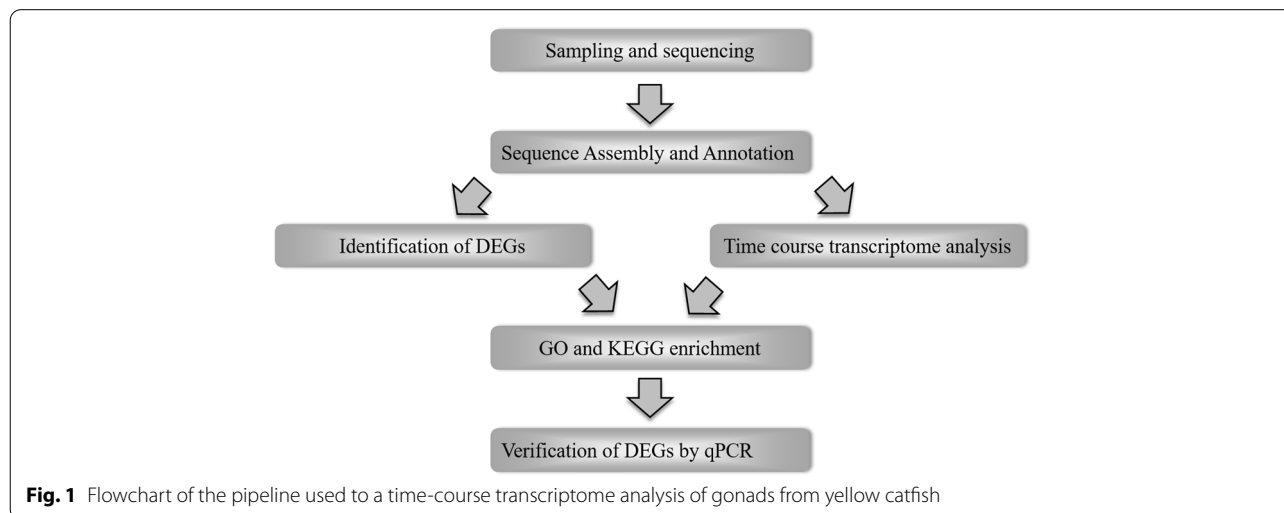 Sampling and sequencing
Sequence Assembly and Annotation
Identification of DEGs
Time course transcriptome analysis
GO and KEGG enrichment
Verification of DEGs by qPCR
Fig. 1 Flowchart of the pipeline used to a time-course transcriptome analysis of gonads from yellow catfish